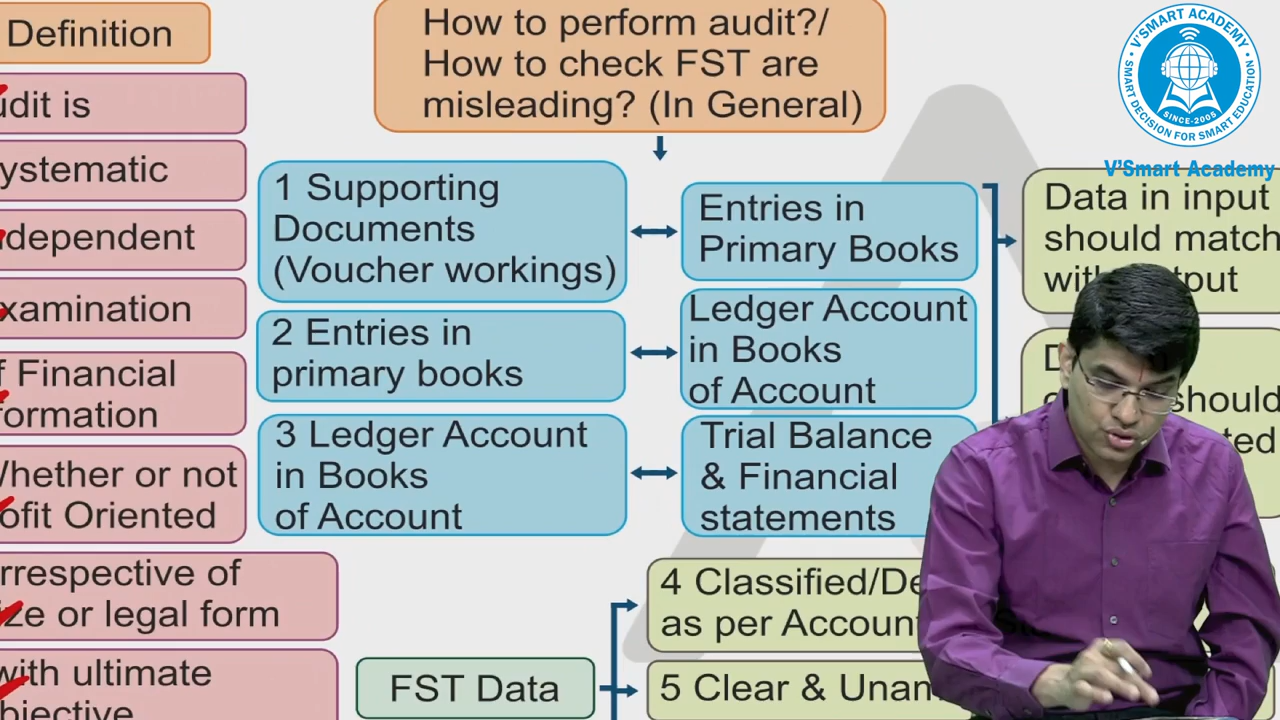 Definition
udit is
ystematic
dependent
xamination
f Financial
formation
Whether or not
ofit Oriented
rrespective of
ize or legal form
with ultimate
bjective
How to perform audit?/
How to check FST are
misleading? (In General)
1 Supporting
Documents
(Voucher workings)
Entries in
Primary Books
2 Entries in
primary books
Ledger Account
in Books
of Account
3 Ledger Account
in Books
of Account
Trial Balance
& Financial
statements
Data in input
should match
should
FST Data
4 Classified/De
as per Account
5 Clear & Unam
V'SMART ACADEMY
SMART DECISION FOR SMART EDUCATION
SINCE-2005
V'Smart Academy